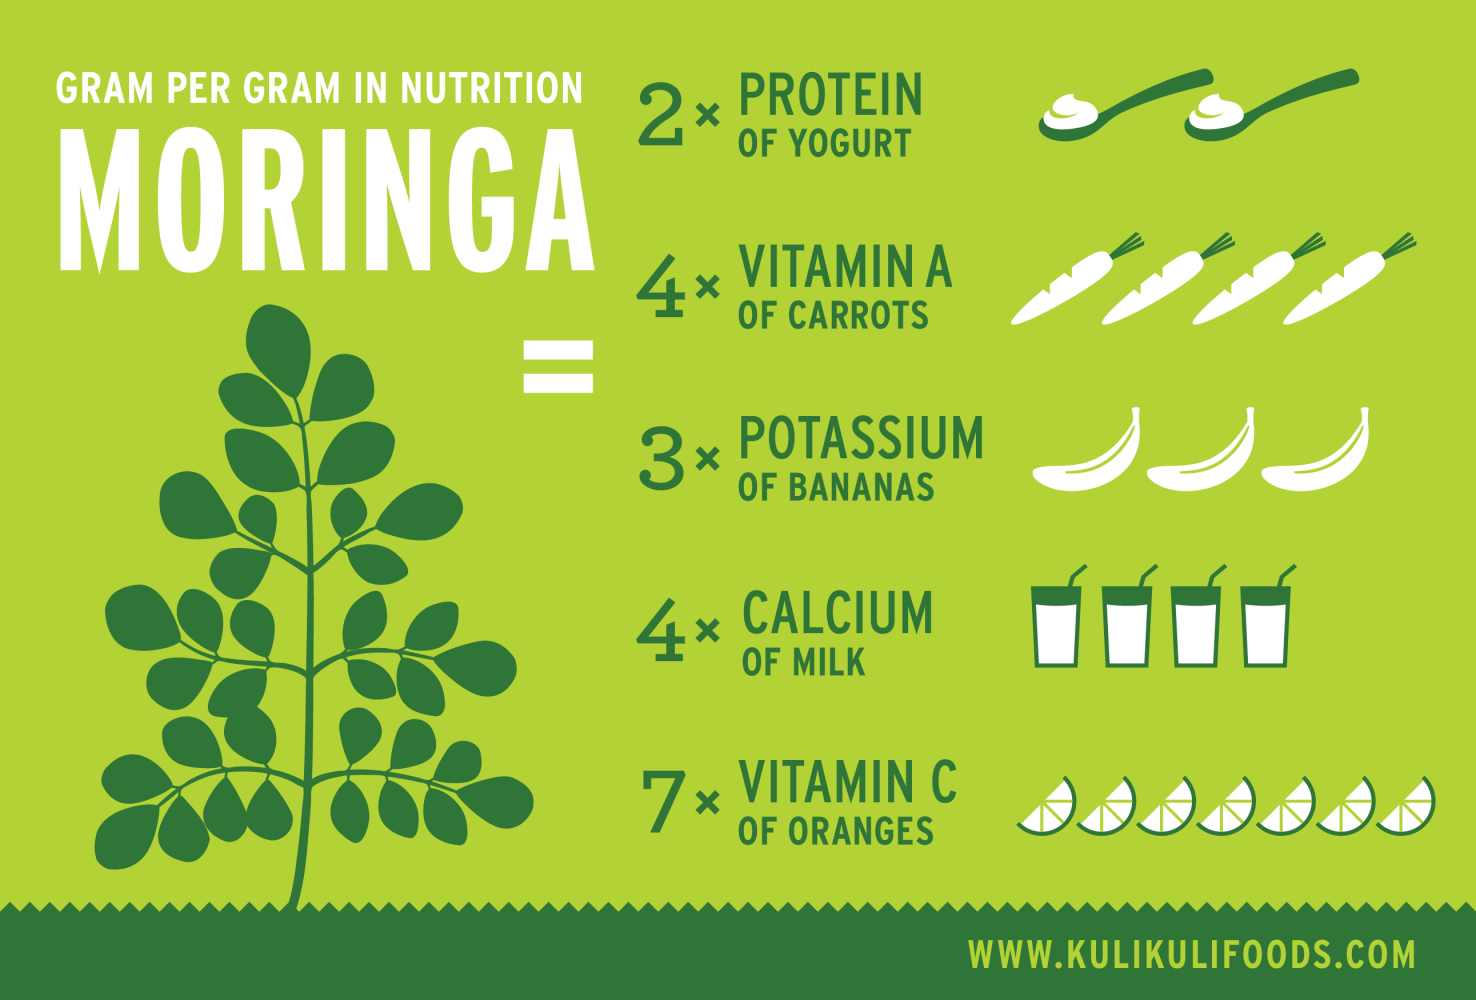 GRAM PER GRAM IN NUTRITION
MORINGA
=
2× PROTEIN
OF YOGURT
4× VITAMIN A
OF CARROTS
3× POTASSIUM
OF BANANAS
4× CALCIUM
OF MILK
7× VITAMIN C
OF ORANGES
WWW.KULIKULIFOODS.COM